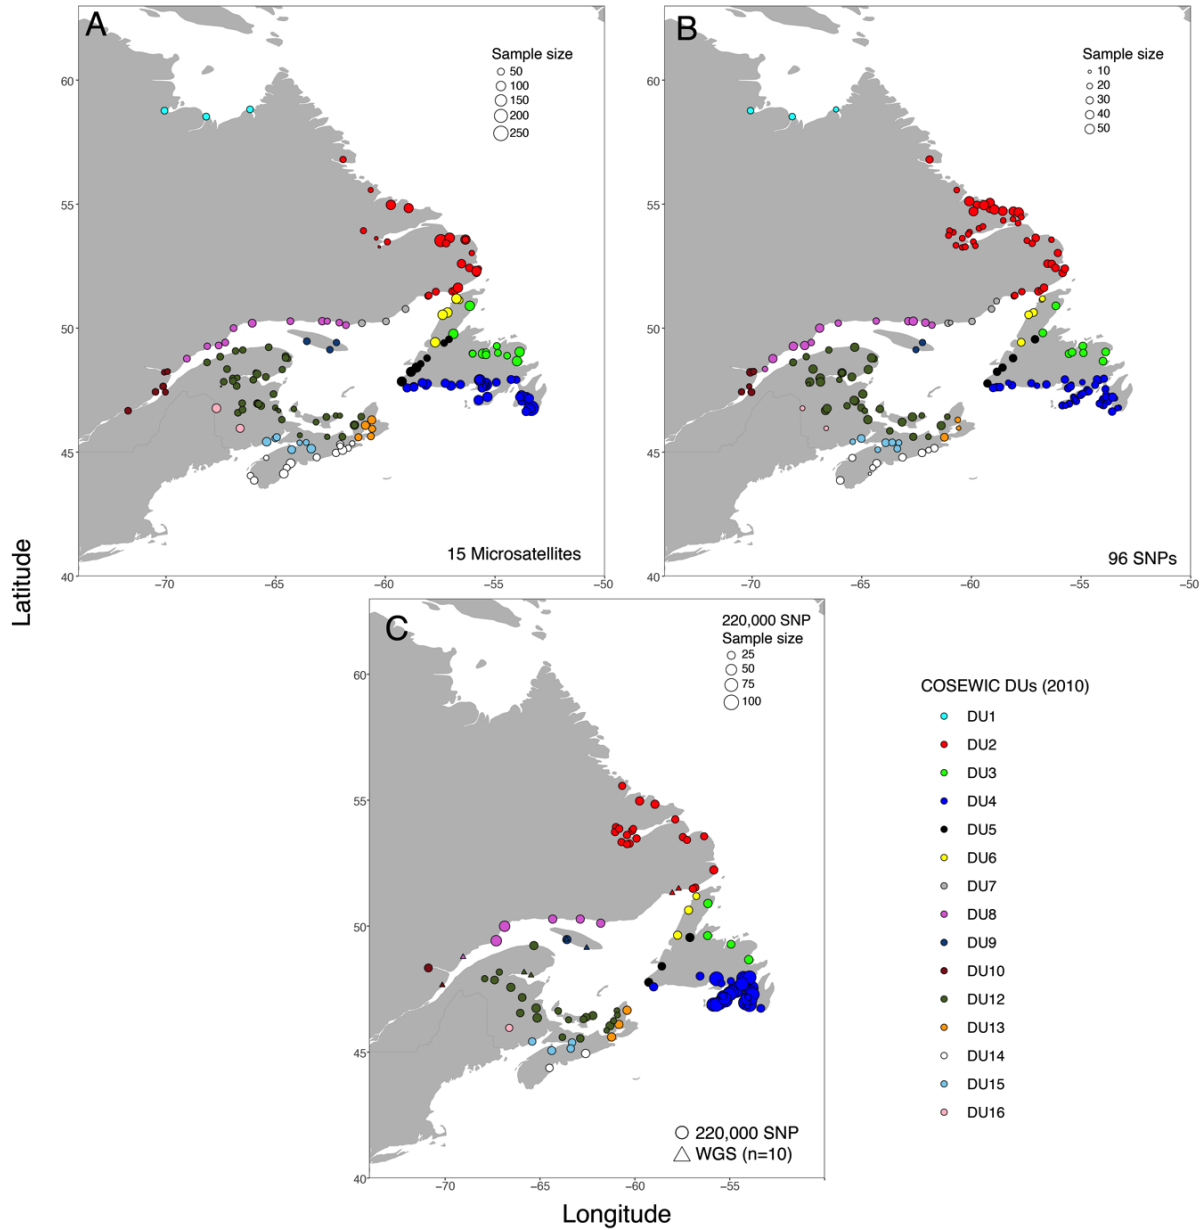 A
Sample size
50
100
150
200
250
60
55
50
45
40
−70
−65
−60
−55
−50
15 Microsatellites
B
Sample size
10
20
30
40
50
60
55
50
45
40
−70
−65
−60
−55
−50
96 SNPs
Latitude
C
220,000 SNP
Sample size
25
50
75
100
60
55
50
45
40
−70
−65
−60
−55
220,000 SNP
WGS (n=10)
Longitude
COSEWIC DUs (2010)
DU1
DU2
DU3
DU4
DU5
DU6
DU7
DU8
DU9
DU10
DU12
DU13
DU14
DU15
DU16